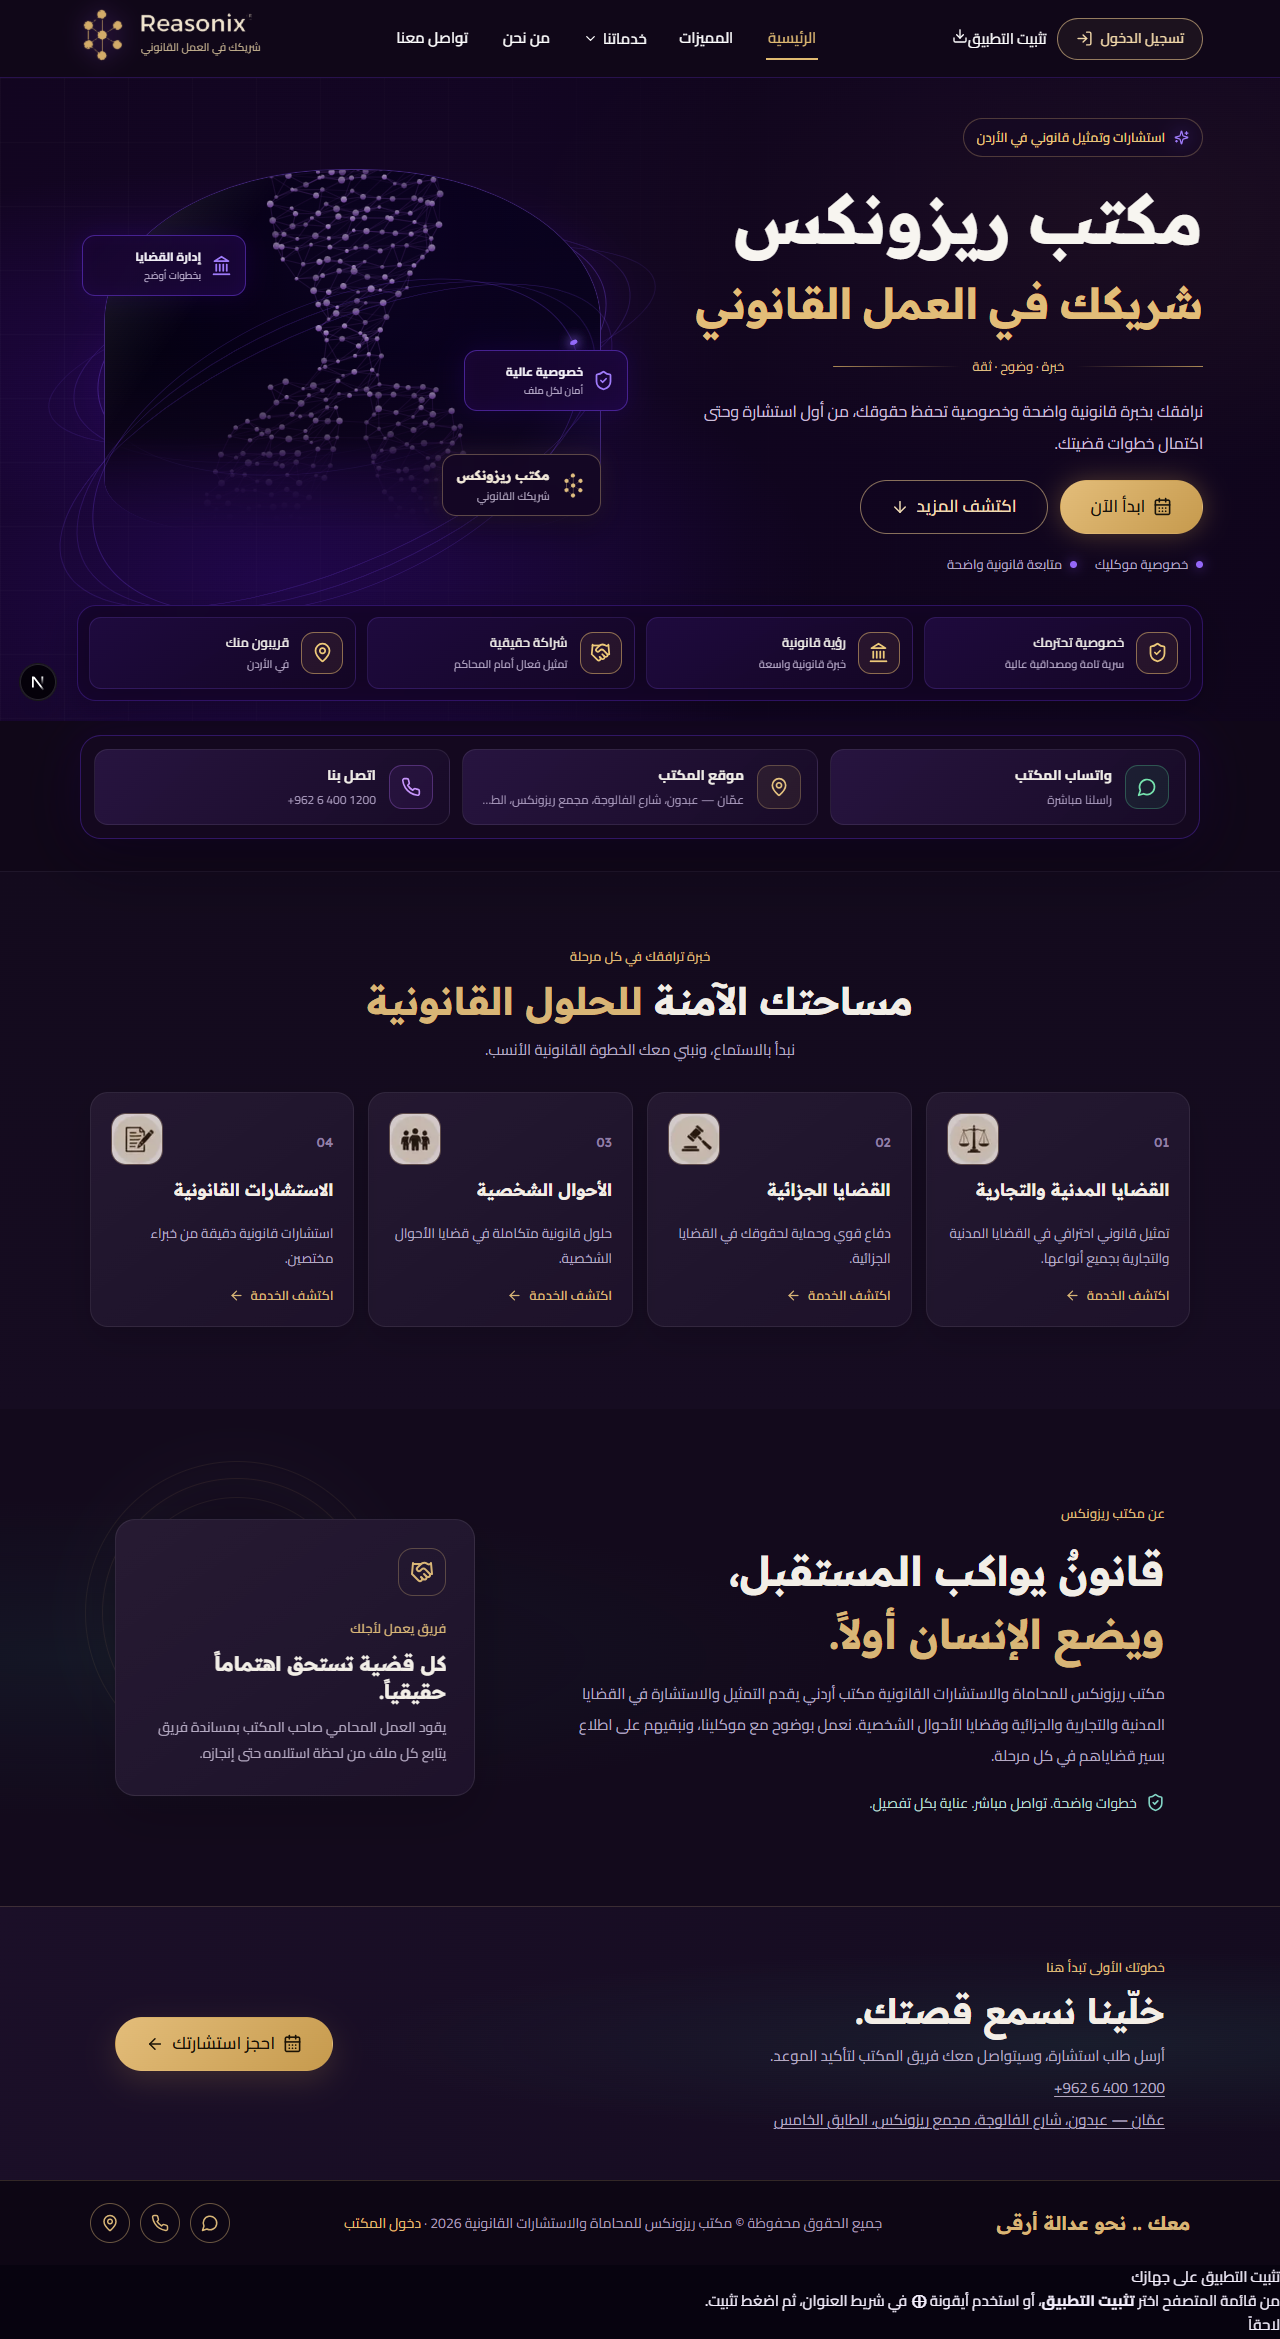 Reasonix
شريكك في العمل القانوني
الرئيسية
المميزات
خدماتنا
من نحن
تواصل معنا
تثبيت التطبيق
تسجيل الدخول
استشارات وتمثيل قانوني في الأردن
مكتب ريزونكس
شريكك في العمل القانوني
خبرة · وضوح · ثقة
نرافقك بخبرة قانونية واضحة وخصوصية تحفظ حقوقك، من أول استشارة وحتى
اكتمال خطوات قضيتك.
ابدأ الآن
اكتشف المزيد
خصوصية موكليك
متابعة قانونية واضحة
إدارة القضايا
بخطوات أوضح
خصوصية عالية
أمان لكل ملف
مكتب ريزونكس
شريكك القانوني
خصوصية تحترمك
سرية تامة ومصداقية عالية
رؤية قانونية
خبرة قانونية واسعة
شراكة حقيقية
تمثيل فعال أمام المحاكم
قريبون منك
في الأردن
N
واتساب المكتب
راسلنا مباشرة
موقع المكتب
عمّان — عبدون، شارع الفالوجة، مجمع ريزونكس، الط...
اتصل بنا
+962 6 400 1200
خبرة ترافقك في كل مرحلة
مساحتك الآمنة للحلول القانونية
نبدأ بالاستماع، ونبني معك الخطوة القانونية الأنسب.
01
القضايا المدنية والتجارية
تمثيل قانوني احترافي في القضايا المدنية
والتجارية بجميع أنواعها.
اكتشف الخدمة
02
القضايا الجزائية
دفاع قوي وحماية لحقوقك في القضايا
الجزائية.
اكتشف الخدمة
03
الأحوال الشخصية
حلول قانونية متكاملة في قضايا الأحوال
الشخصية.
اكتشف الخدمة
04
الاستشارات القانونية
استشارات قانونية دقيقة من خبراء
مختصين.
اكتشف الخدمة
عن مكتب ريزونكس
قانونٌ يواكب المستقبل،
ويضع الإنسان أولاً.
مكتب ريزونكس للمحاماة والاستشارات القانونية مكتب أردني يقدم التمثيل والاستشارة في القضايا
المدنية والتجارية والجزائية وقضايا الأحوال الشخصية. نعمل بوضوح مع موكلينا، ونبقيهم على اطلاع
بسير قضاياهم في كل مرحلة.
خطوات واضحة. تواصل مباشر. عناية بكل تفصيل.
فريق يعمل لأجلك
كل قضية تستحق اهتماماً
حقيقياً.
يقود العمل المحامي صاحب المكتب بمساندة فريق
يتابع كل ملف من لحظة استلامه حتى إنجازه.
خطوتك الأولى تبدأ هنا
خلّينا نسمع قصتك.
أرسل طلب استشارة، وسيتواصل معك فريق المكتب لتأكيد الموعد.
+962 6 400 1200
عمّان — عبدون، شارع الفالوجة، مجمع ريزونكس، الطابق الخامس
احجز استشارتك
معك .. نحو عدالة أرقى
جميع الحقوق محفوظة © مكتب ريزونكس للمحاماة والاستشارات القانونية 2026 · دخول المكتب
تثبيت التطبيق على جهازك
من قائمة المتصفح اختر تثبيت التطبيق، أو استخدم أيقونة ⊕ في شريط العنوان، ثم اضغط تثبيت.
لاحقاً